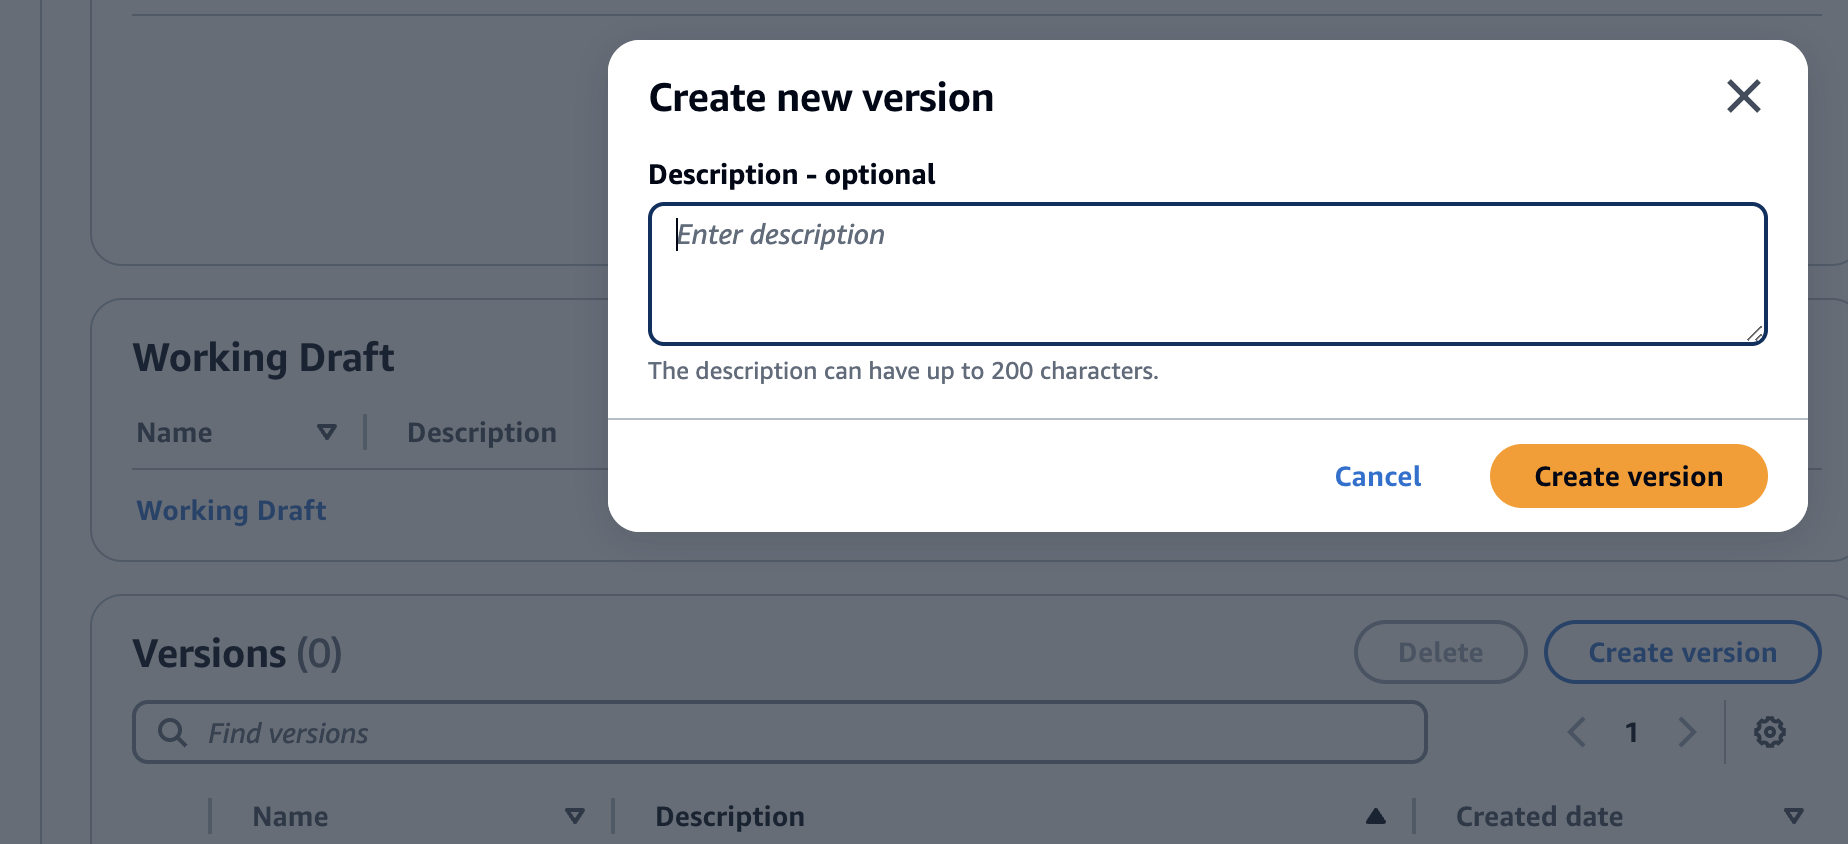 Create new version
Description - optional
Enter description
The description can have up to 200 characters.
Cancel
Create version
Working Draft
Name
Description
Working Draft
Versions (0)
Delete
Create version
Find versions
1
Name
Description
Created date